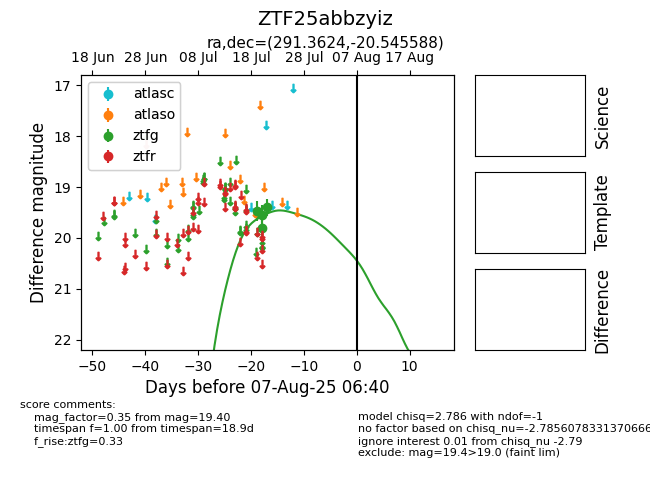 ZTF25abbzyiz
ra,dec=(291.3624,-20.545588)
18 Jun 28 Jun 08 Jul 18 Jul 28 Jul 07 Aug 17 Aug
17
18
19
20
21
22
Difference magnitude
atlasc
atlaso
ztfg
ztfr
−50 −40 −30 −20 −10 0 10
Days before 07-Aug-25 06:40
Science
Template
Difference
score comments:
mag_factor=0.35 from mag=19.40
timespan f=1.00 from timespan=18.9d
f_rise:ztfg=0.33
model chisq=2.786 with ndof=-1
no factor based on chisq_nu=-2.7856078331370666
ignore interest 0.01 from chisq_nu -2.79
exclude: mag=19.4>19.0 (faint lim)